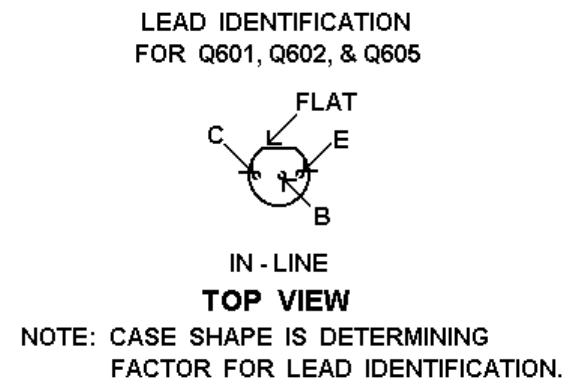 LEAD IDENTIFICATION
FOR Q601, Q602, & Q605
FLAT
C
E
B
IN - LINE
TOP VIEW
NOTE: CASE SHAPE IS DETERMINING
FACTOR FOR LEAD IDENTIFICATION.